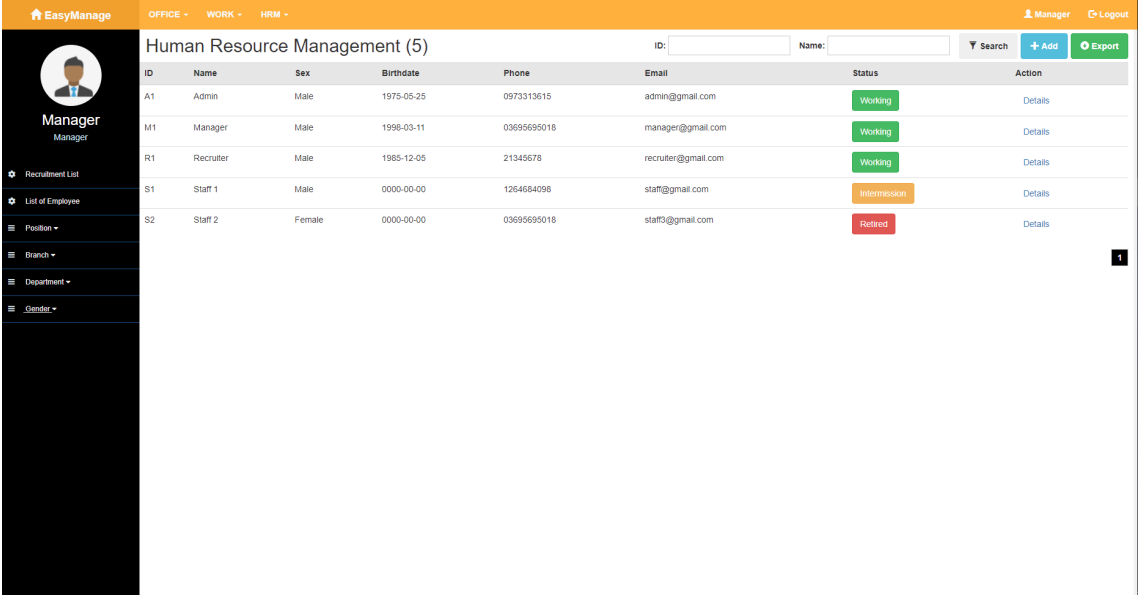 EasyManage OFFICE WORK HRM Manager Logout
Manager
Manager
Recruitment List
List of Employee
Position
Branch
Department
Gender
Human Resource Management (5) ID: Name: Search Add Export
ID Name Sex Birthdate Phone Email Status Action
A1 Admin Male 1975-05-25 0973313615 admin@gmail.com Working Details
M1 Manager Male 1998-03-11 03695695018 manager@gmail.com Working Details
R1 Recruiter Male 1985-12-05 21345678 recruiter@gmail.com Working Details
S1 Staff 1 Male 0000-00-00 1264684098 staff@gmail.com Intermission Details
S2 Staff 2 Female 0000-00-00 03695695018 staff3@gmail.com Retired Details
1